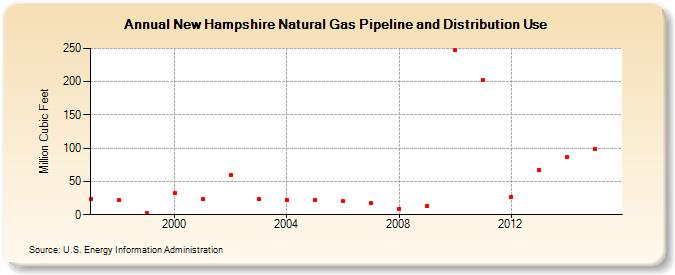 Annual New Hampshire Natural Gas Pipeline and Distribution Use
Million Cubic Feet
250
200
150
100
50
0
2000 2004 2008 2012
Source: U.S. Energy Information Administration